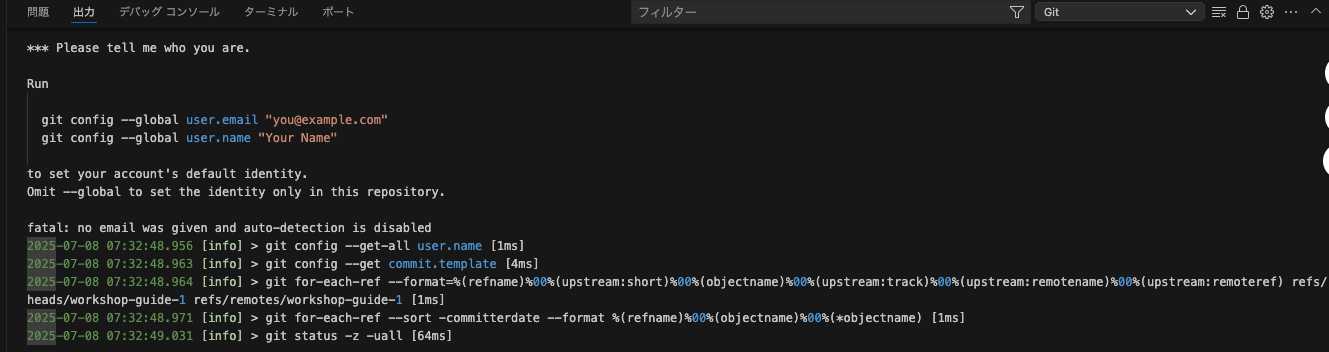 問題 出力 デバッグ コンソール ターミナル ポート フィルター Git
*** Please tell me who you are.
Run
git config --global user.email "you@example.com"
git config --global user.name "Your Name"
to set your account's default identity.
Omit --global to set the identity only in this repository.
fatal: no email was given and auto-detection is disabled
2025-07-08 07:32:48.956 [info] > git config --get-all user.name [1ms]
2025-07-08 07:32:48.963 [info] > git config --get commit.template [4ms]
2025-07-08 07:32:48.964 [info] > git for-each-ref --format=%(refname)%00%(upstream:short)%00%(objectname)%00%(upstream:track)%00%(upstream:remotename)%00%(upstream:remoteref) refs/
heads/workshop-guide-1 refs/remotes/workshop-guide-1 [1ms]
2025-07-08 07:32:48.971 [info] > git for-each-ref --sort -committerdate --format %(refname)%00%(objectname)%00%(*objectname) [1ms]
2025-07-08 07:32:49.031 [info] > git status -z -uall [64ms]